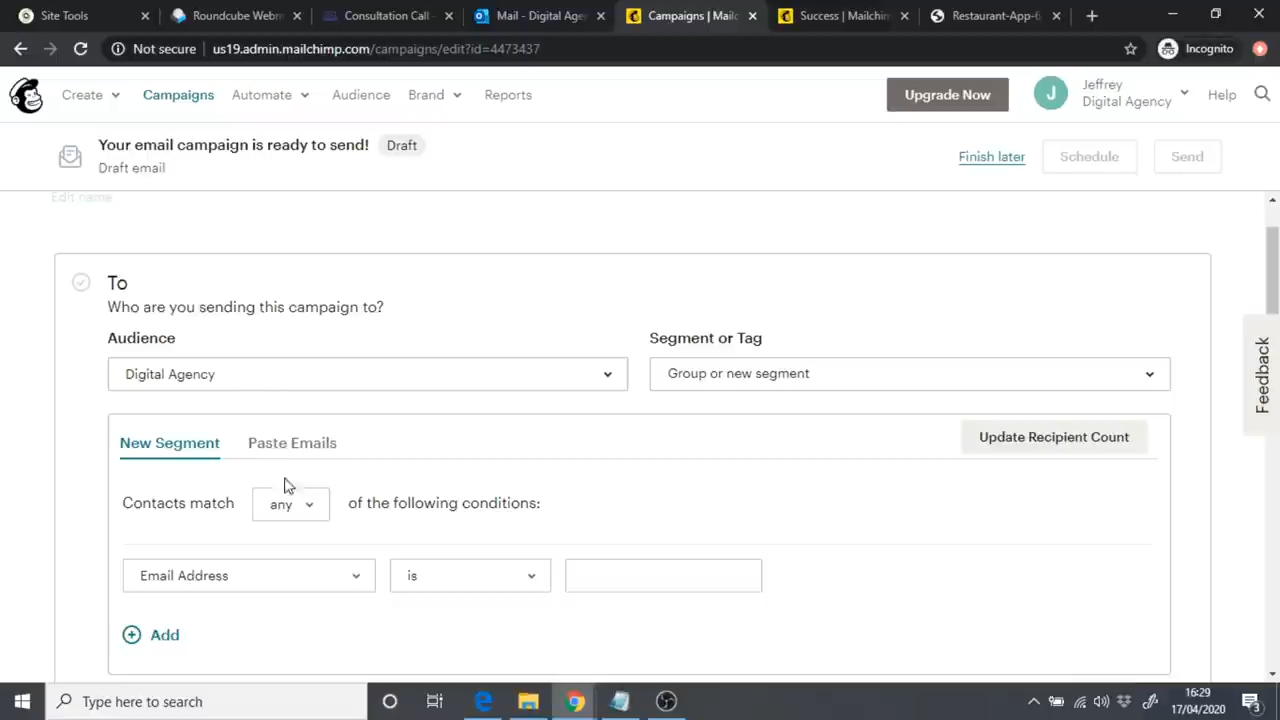 Site Tools
Roundcube Webm
Consultation Call -
Mail - Digital Age
Campaigns | Mailc
Success | Mailchim
Restaurant-App-6
Not secure
us19.admin.mailchimp.com/campaigns/edit?id=4473437
Incognito
Create
Campaigns
Automate
Audience
Brand
Reports
Upgrade Now
J
Jeffrey
Digital Agency
Help
Your email campaign is ready to send!
Draft
Draft email
Finish later
Schedule
Send
Edit name
To
Who are you sending this campaign to?
Audience
Segment or Tag
Digital Agency
Group or new segment
New Segment
Paste Emails
Update Recipient Count
Contacts match
any
of the following conditions:
Email Address
is
Add
Feedback
Type here to search
16:29
17/04/2020
3